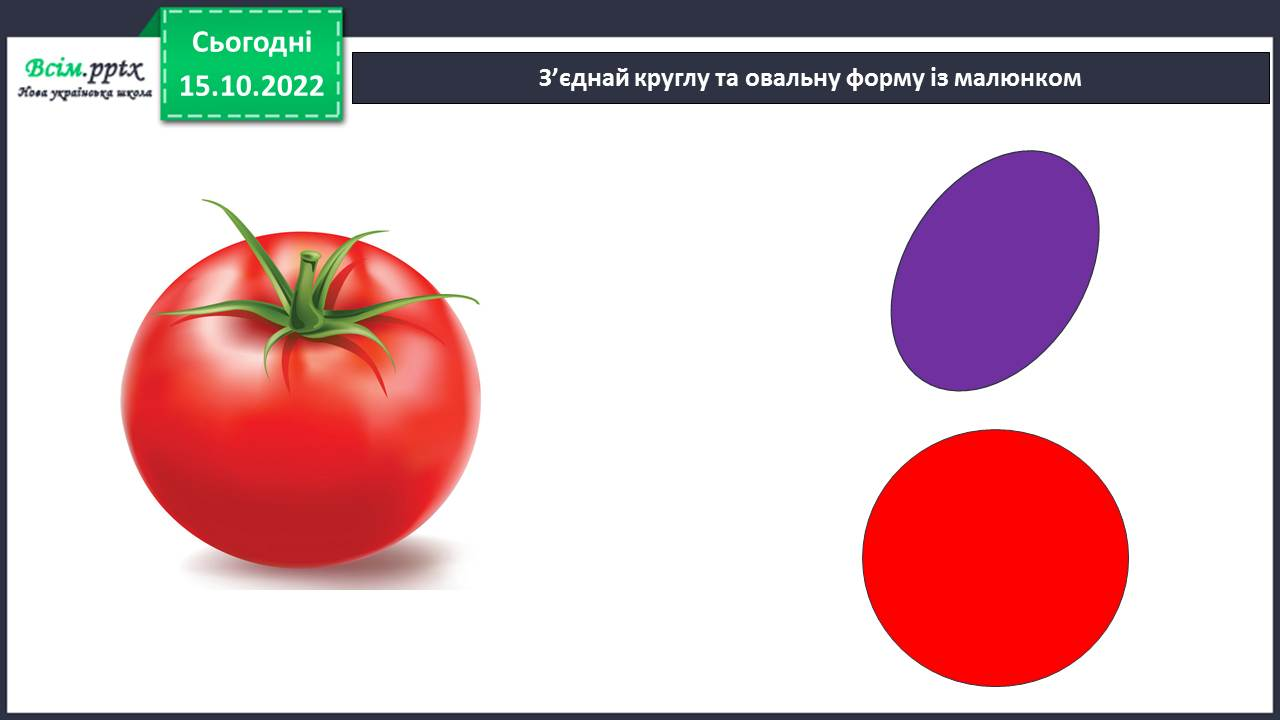 Сьогодні
15.10.2022
Всім.pptx
Нова українська школа
З’єднай круглу та овальну форму із малюнком